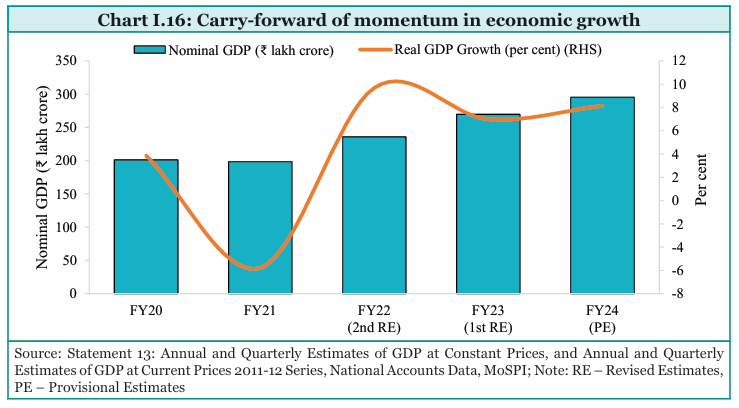 Chart I.16: Carry-forward of momentum in economic growth
Nominal GDP (₹ lakh crore)
Real GDP Growth (per cent) (RHS)
Nominal GDP (₹ lakh crore)
350
300
250
200
150
100
50
0
12
10
8
6
4
2
0
-2
-4
-6
-8
Per cent
FY20
FY21
FY22
(2nd RE)
FY23
(1st RE)
FY24
(PE)
Source: Statement 13: Annual and Quarterly Estimates of GDP at Constant Prices, and Annual and Quarterly
Estimates of GDP at Current Prices 2011-12 Series, National Accounts Data, MoSPI; Note: RE – Revised Estimates,
PE – Provisional Estimates